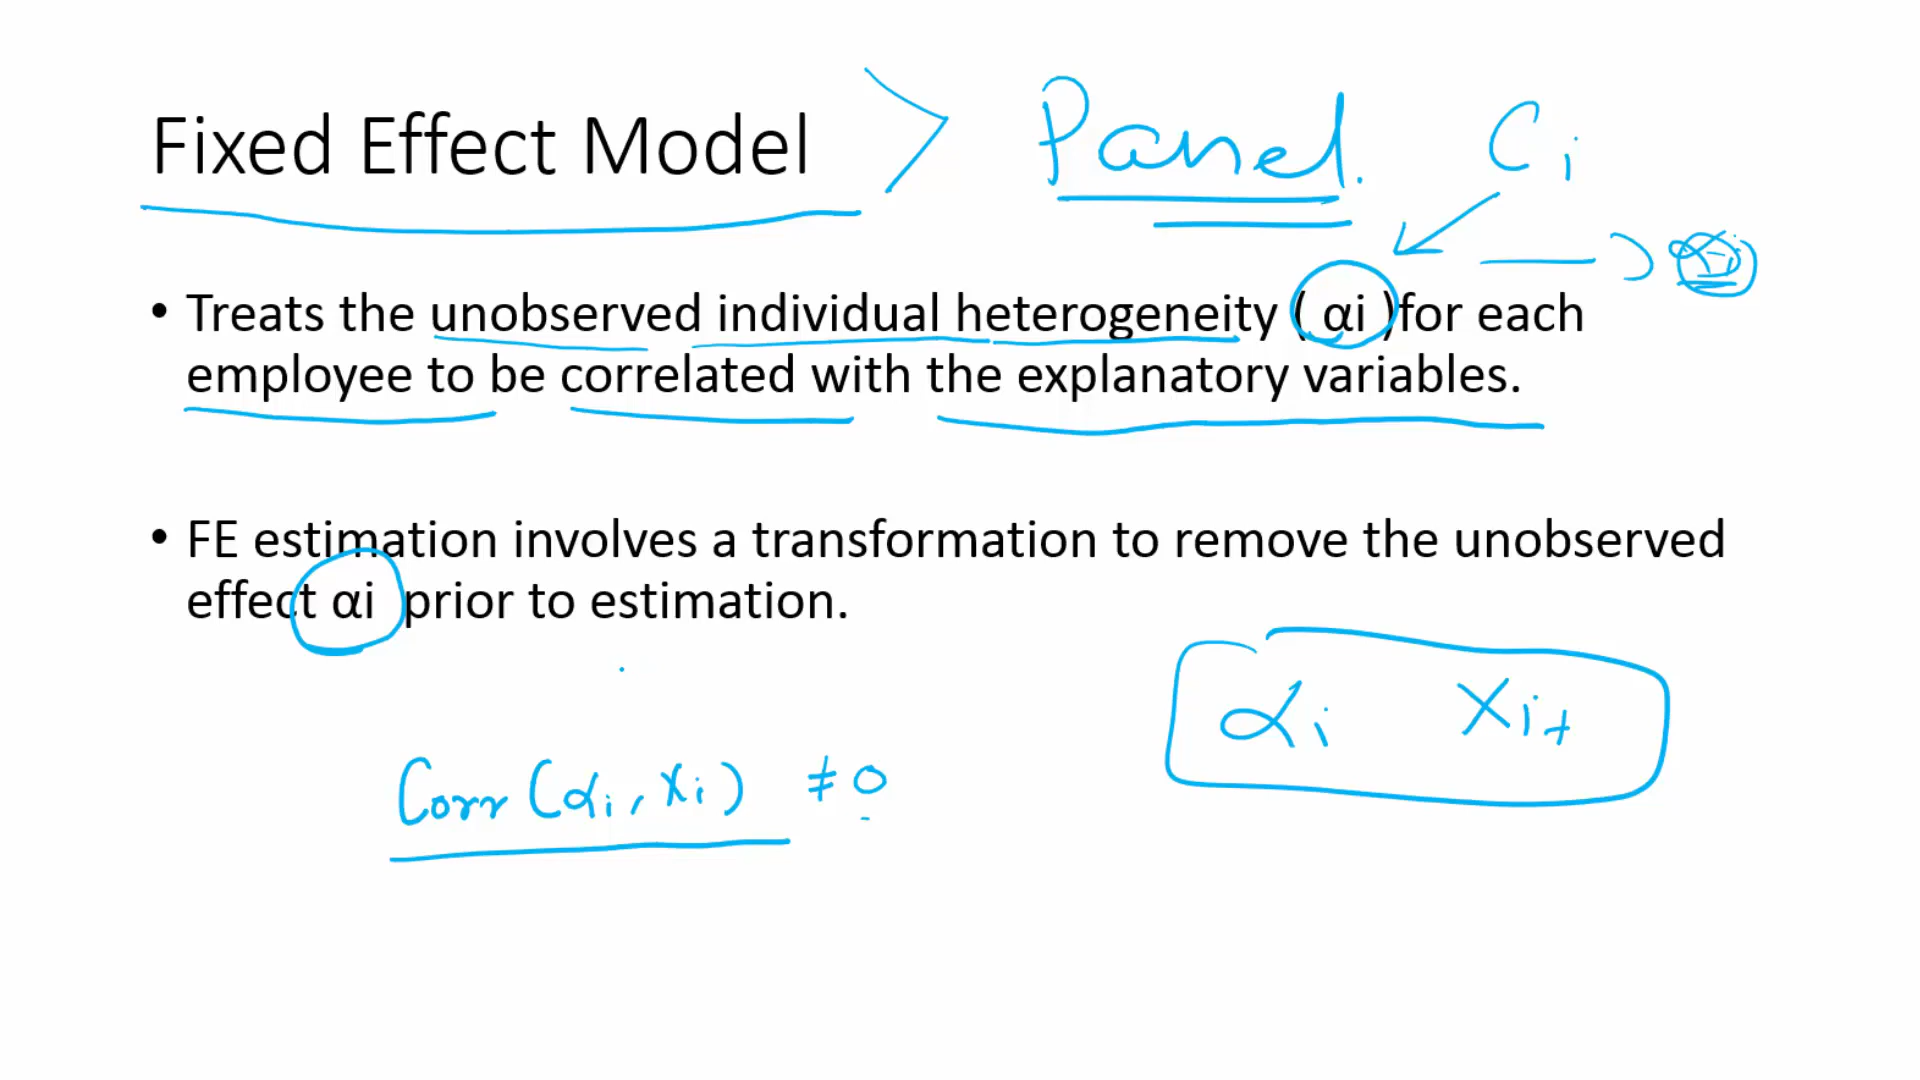 Fixed Effect Model > Panel. Ci
• Treats the unobserved individual heterogeneity ( αi )for each
employee to be correlated with the explanatory variables.
• FE estimation involves a transformation to remove the unobserved
effect αi prior to estimation.
αi Xit
Corr(αi, Xi) ≠ 0